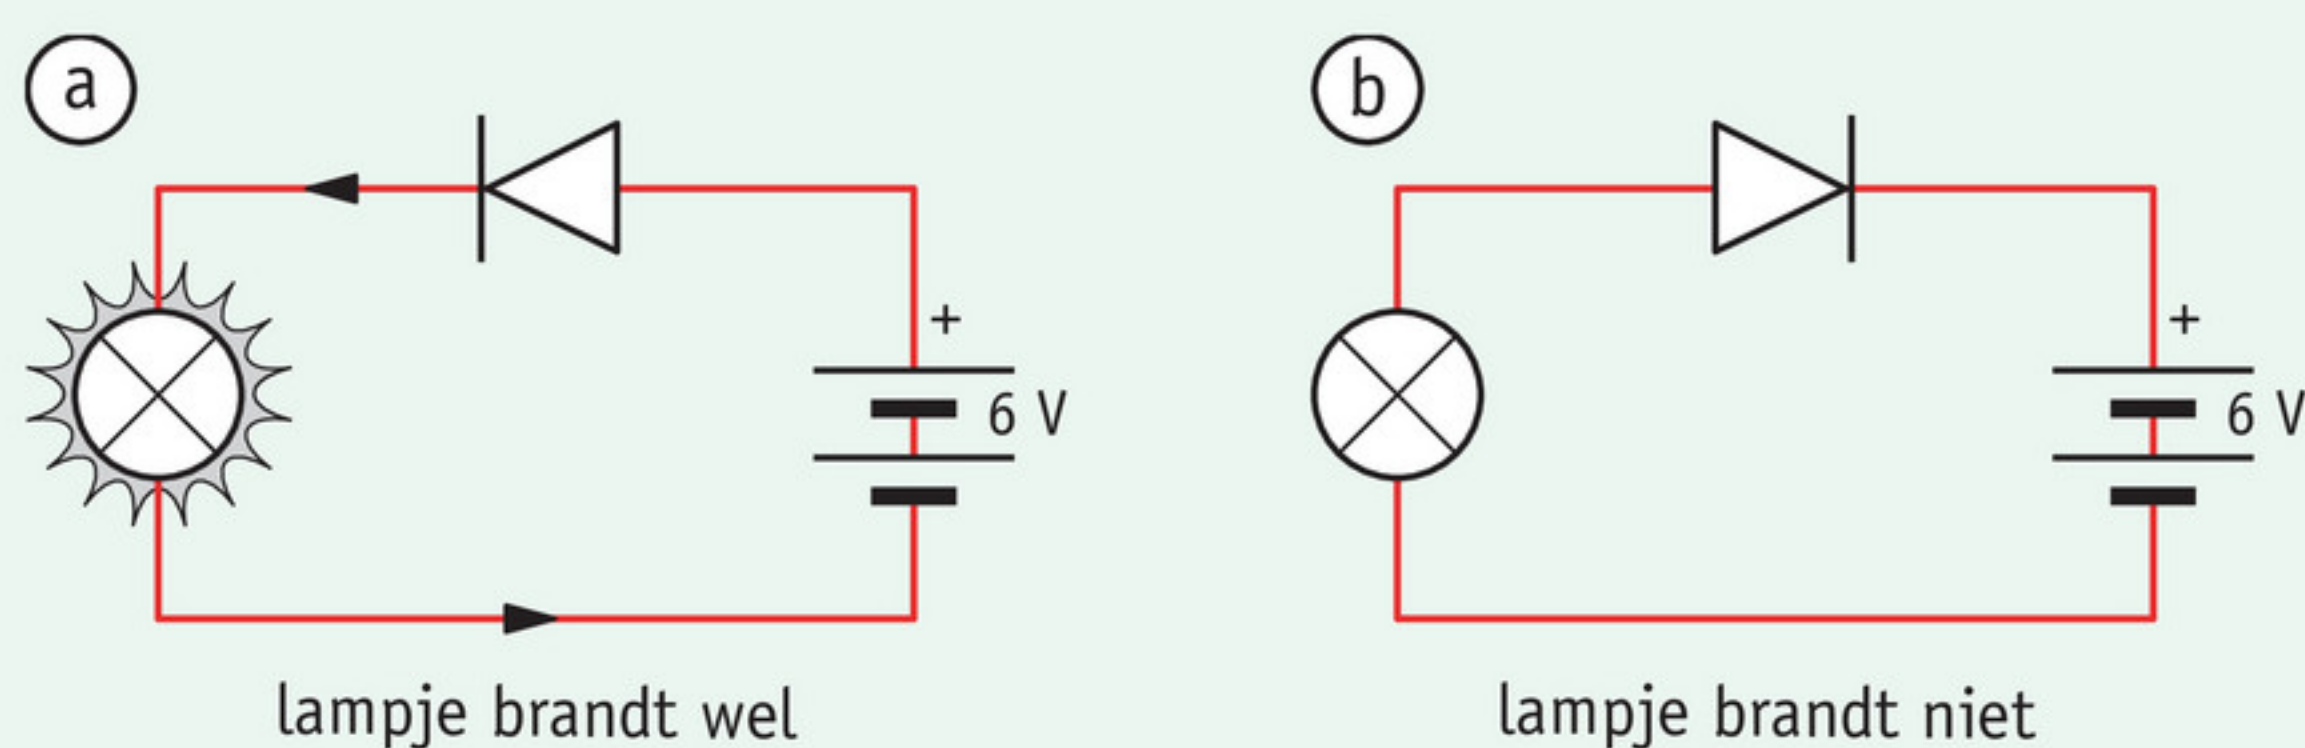 a
b
+
6 V
+
6 V
lampje brandt wel
lampje brandt niet